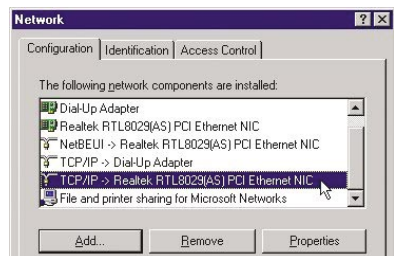 Network
Configuration Identification Access Control
The following network components are installed:
Dial-Up Adapter
Realtek RTL8029(AS) PCI Ethernet NIC
NetBEUI -> Realtek RTL8029(AS) PCI Ethernet NIC
TCP/IP -> Dial-Up Adapter
TCP/IP -> Realtek RTL8029(AS) PCI Ethernet NIC
File and printer sharing for Microsoft Networks
Add... Remove Properties